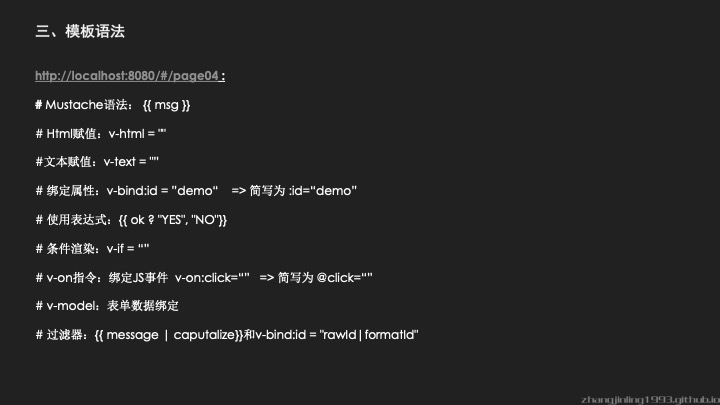 三、模板语法
http://localhost:8080/#/page04 :
# Mustache语法： {{ msg }}
# Html赋值：v-html = ""
#文本赋值：v-text = ""
# 绑定属性：v-bind:id = "demo“ => 简写为 :id=“demo”
# 使用表达式：{{ ok ? "YES", "NO"}}
# 条件渲染：v-if = “”
# v-on指令：绑定JS事件 v-on:click=“” => 简写为 @click=“”
# v-model：表单数据绑定
# 过滤器：{{ message | caputalize}}和v-bind:id = "rawId|formatId"
zhangjinling1993.github.io